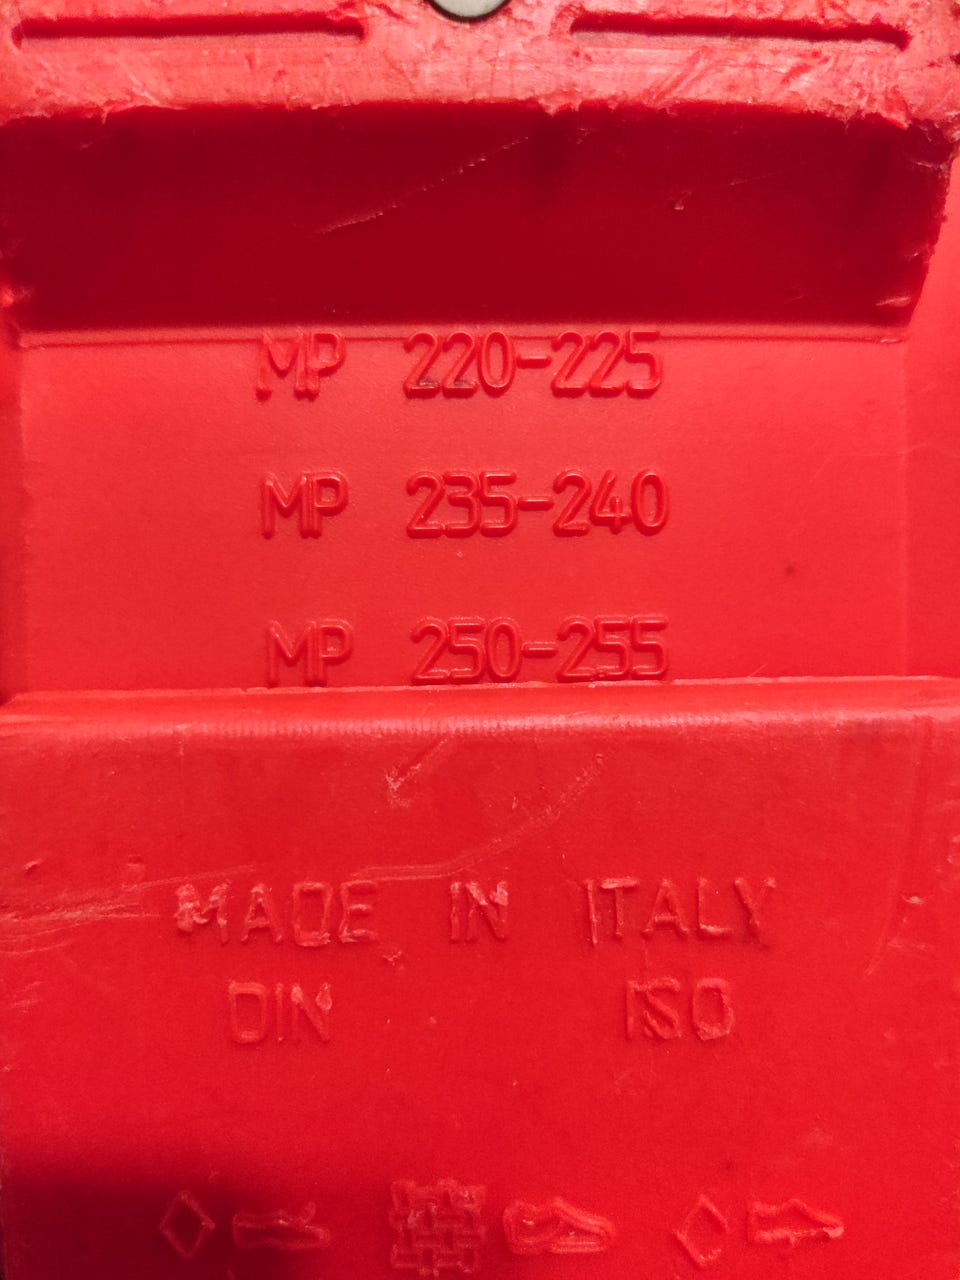 MP 220-225
MP 235-240
MP 250-255
MADE IN ITALY
DIN ISO